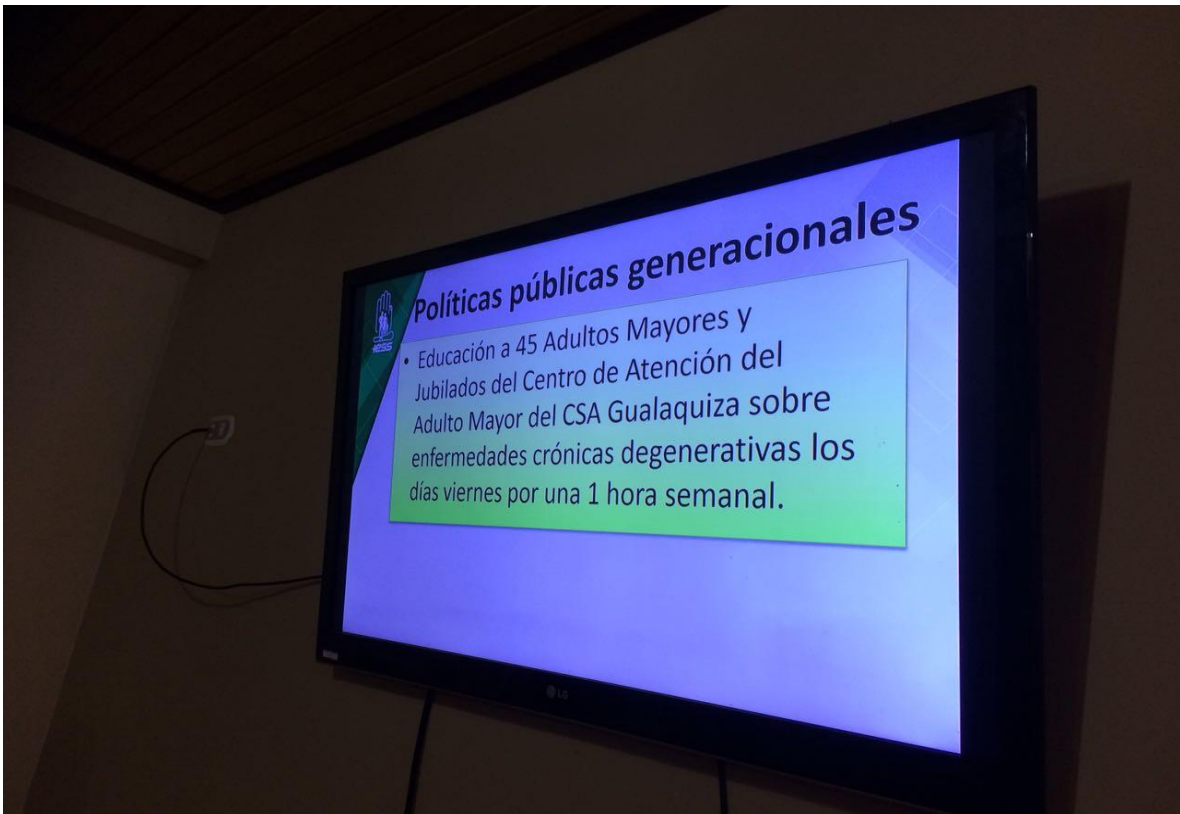 IESS
Políticas públicas generacionales
• Educación a 45 Adultos Mayores y
Jubilados del Centro de Atención del
Adulto Mayor del CSA Gualaquiza sobre
enfermedades crónicas degenerativas los
días viernes por una 1 hora semanal.
LG